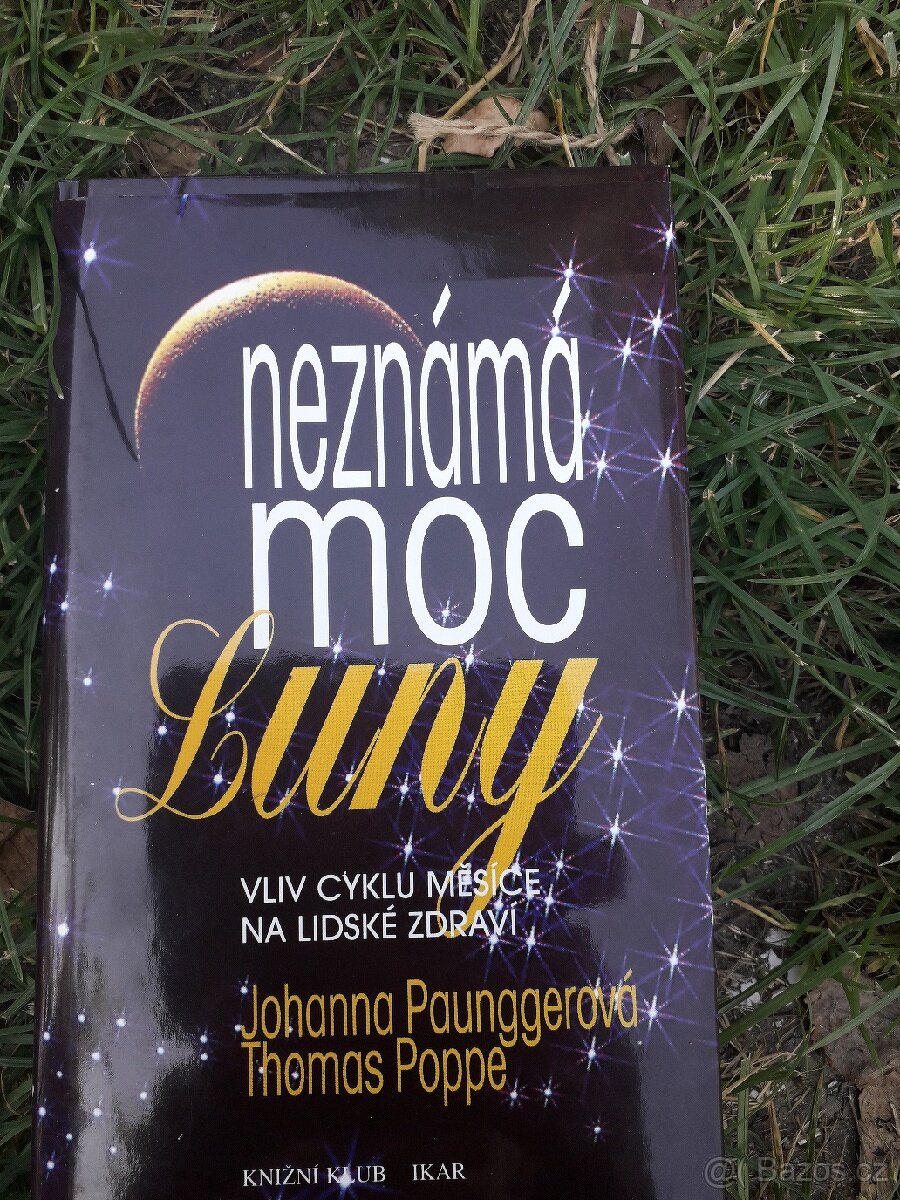 neznámá
moc
Luny
VLIV CYKLU MĚSÍCE
NA LIDSKÉ ZDRAVÍ
Johanna Paunggerová
Thomas Poppe
KNIŽNÍ KLUB IKAR
@ Bazos.cz